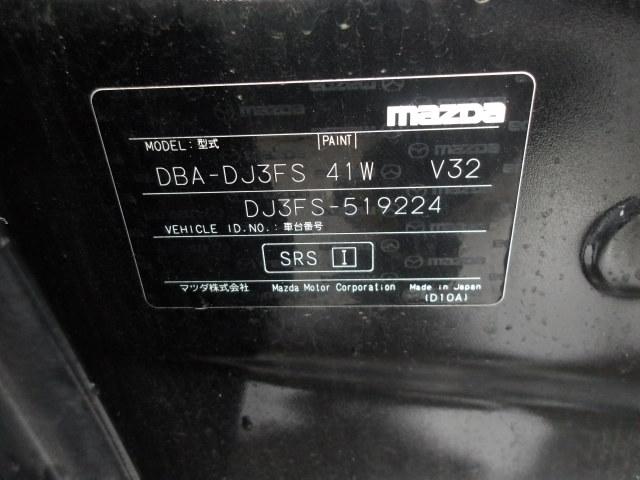 mazda
MODEL: 型式 PAINT
DBA-DJ3FS 41W V32
DJ3FS-519224
VEHICLE ID.NO.: 車台番号
SRS I
マツダ株式会社 Mazda Motor Corporation Made in Japan
(D10A)